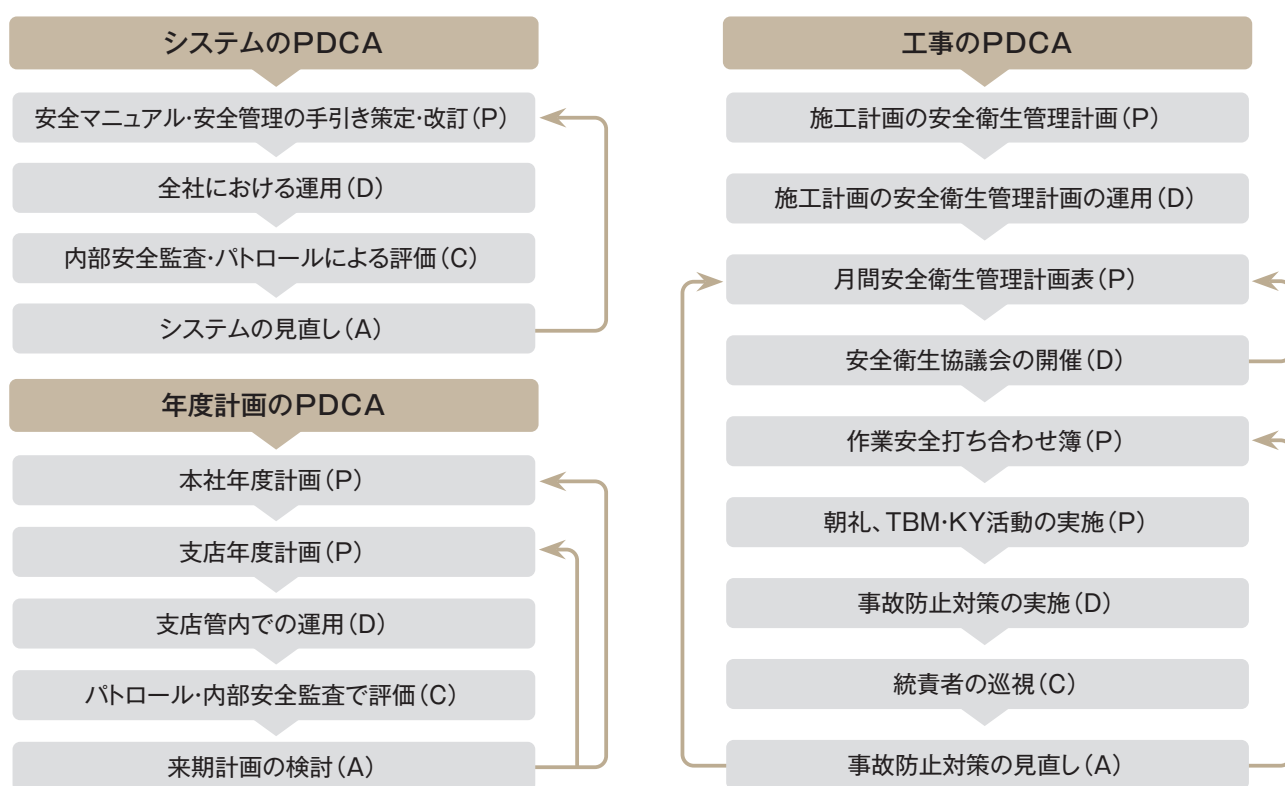 システムのPDCA
安全マニュアル・安全管理の手引き策定・改訂(P)
全社における運用(D)
内部安全監査・パトロールによる評価(C)
システムの見直し(A)
年度計画のPDCA
本社年度計画(P)
支店年度計画(P)
支店管内での運用(D)
パトロール・内部安全監査で評価(C)
来期計画の検討(A)
工事のPDCA
施工計画の安全衛生管理計画(P)
施工計画の安全衛生管理計画の運用(D)
月間安全衛生管理計画表(P)
安全衛生協議会の開催(D)
作業安全打ち合わせ簿(P)
朝礼、TBM・KY活動の実施(P)
事故防止対策の実施(D)
統責者の巡視(C)
事故防止対策の見直し(A)